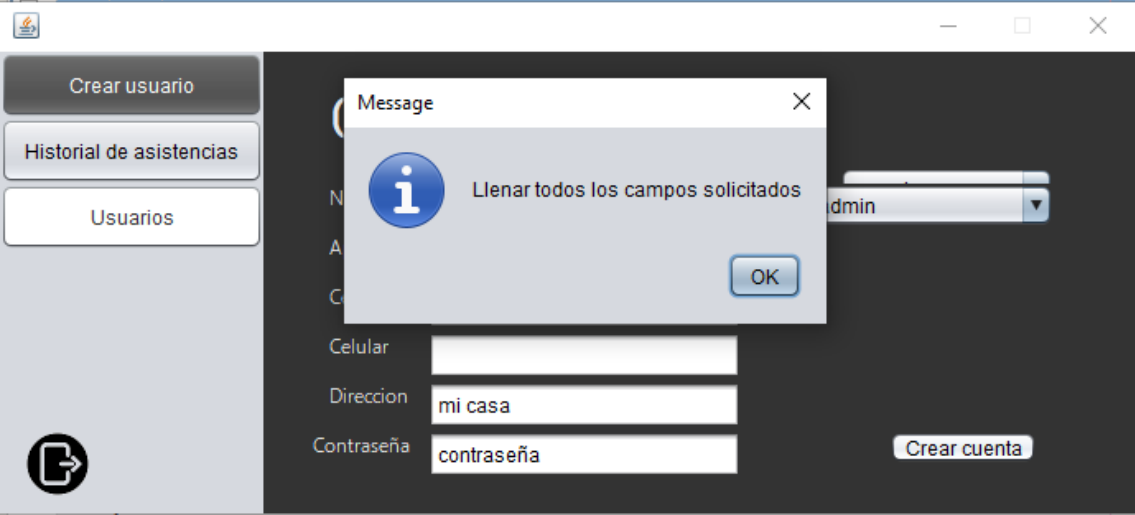 Crear usuario
Historial de asistencias
Usuarios
Message
Llenar todos los campos solicitados
OK
Celular
Direccion
mi casa
Contraseña
contraseña
Crear cuenta